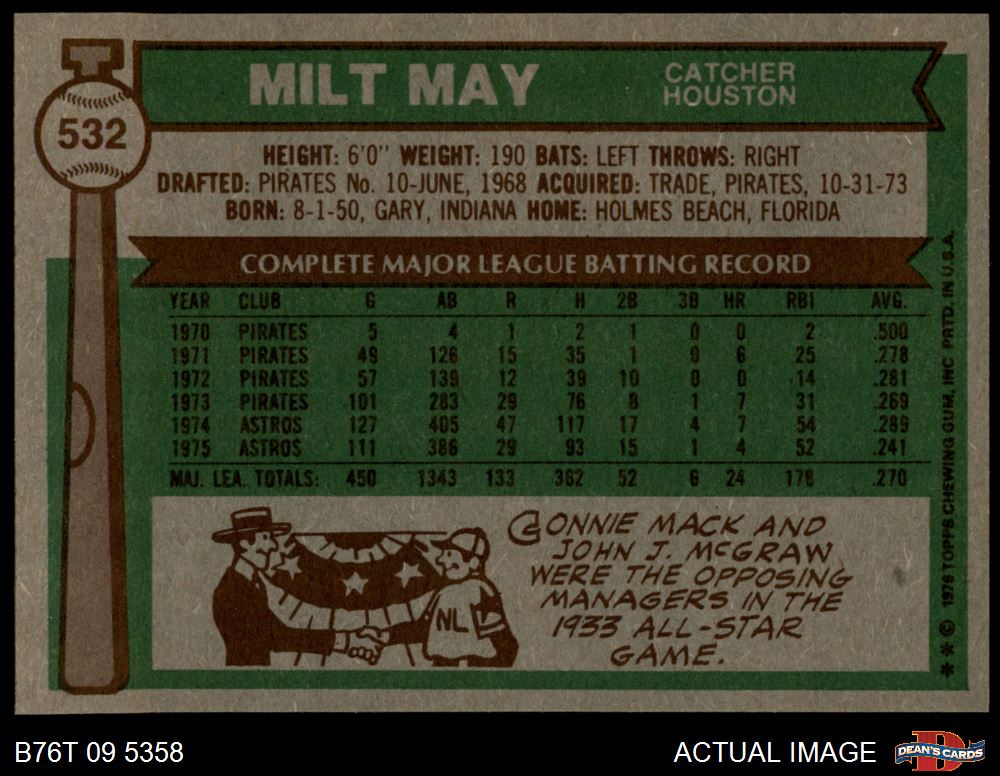 532
MILT MAY
CATCHER
HOUSTON
HEIGHT: 6'0" WEIGHT: 190 BATS: LEFT THROWS: RIGHT
DRAFTED: PIRATES No. 10-JUNE, 1968 ACQUIRED: TRADE, PIRATES, 10-31-73
BORN: 8-1-50, GARY, INDIANA HOME: HOLMES BEACH, FLORIDA
COMPLETE MAJOR LEAGUE BATTING RECORD
YEAR CLUB G AB R H 2B 3B HR RBI AVG.
1970 PIRATES 5 4 1 2 1 0 0 2 .500
1971 PIRATES 49 126 15 35 1 0 6 25 .278
1972 PIRATES 57 139 12 39 10 0 0 14 .281
1973 PIRATES 101 283 29 76 8 1 7 31 .269
1974 ASTROS 127 405 47 117 17 4 7 54 .289
1975 ASTROS 111 386 29 93 15 1 4 52 .241
MAJ. LEA. TOTALS: 450 1343 133 362 52 6 24 178 .270
NL
CONNIE MACK AND
JOHN J. McGRAW
WERE THE OPPOSING
MANAGERS IN THE
1933 ALL-STAR
GAME.
** © 1976 TOPPS CHEWING GUM, INC PRTD. IN U.S.A.
B76T 09 5358
ACTUAL IMAGE
DEAN'S CARDS